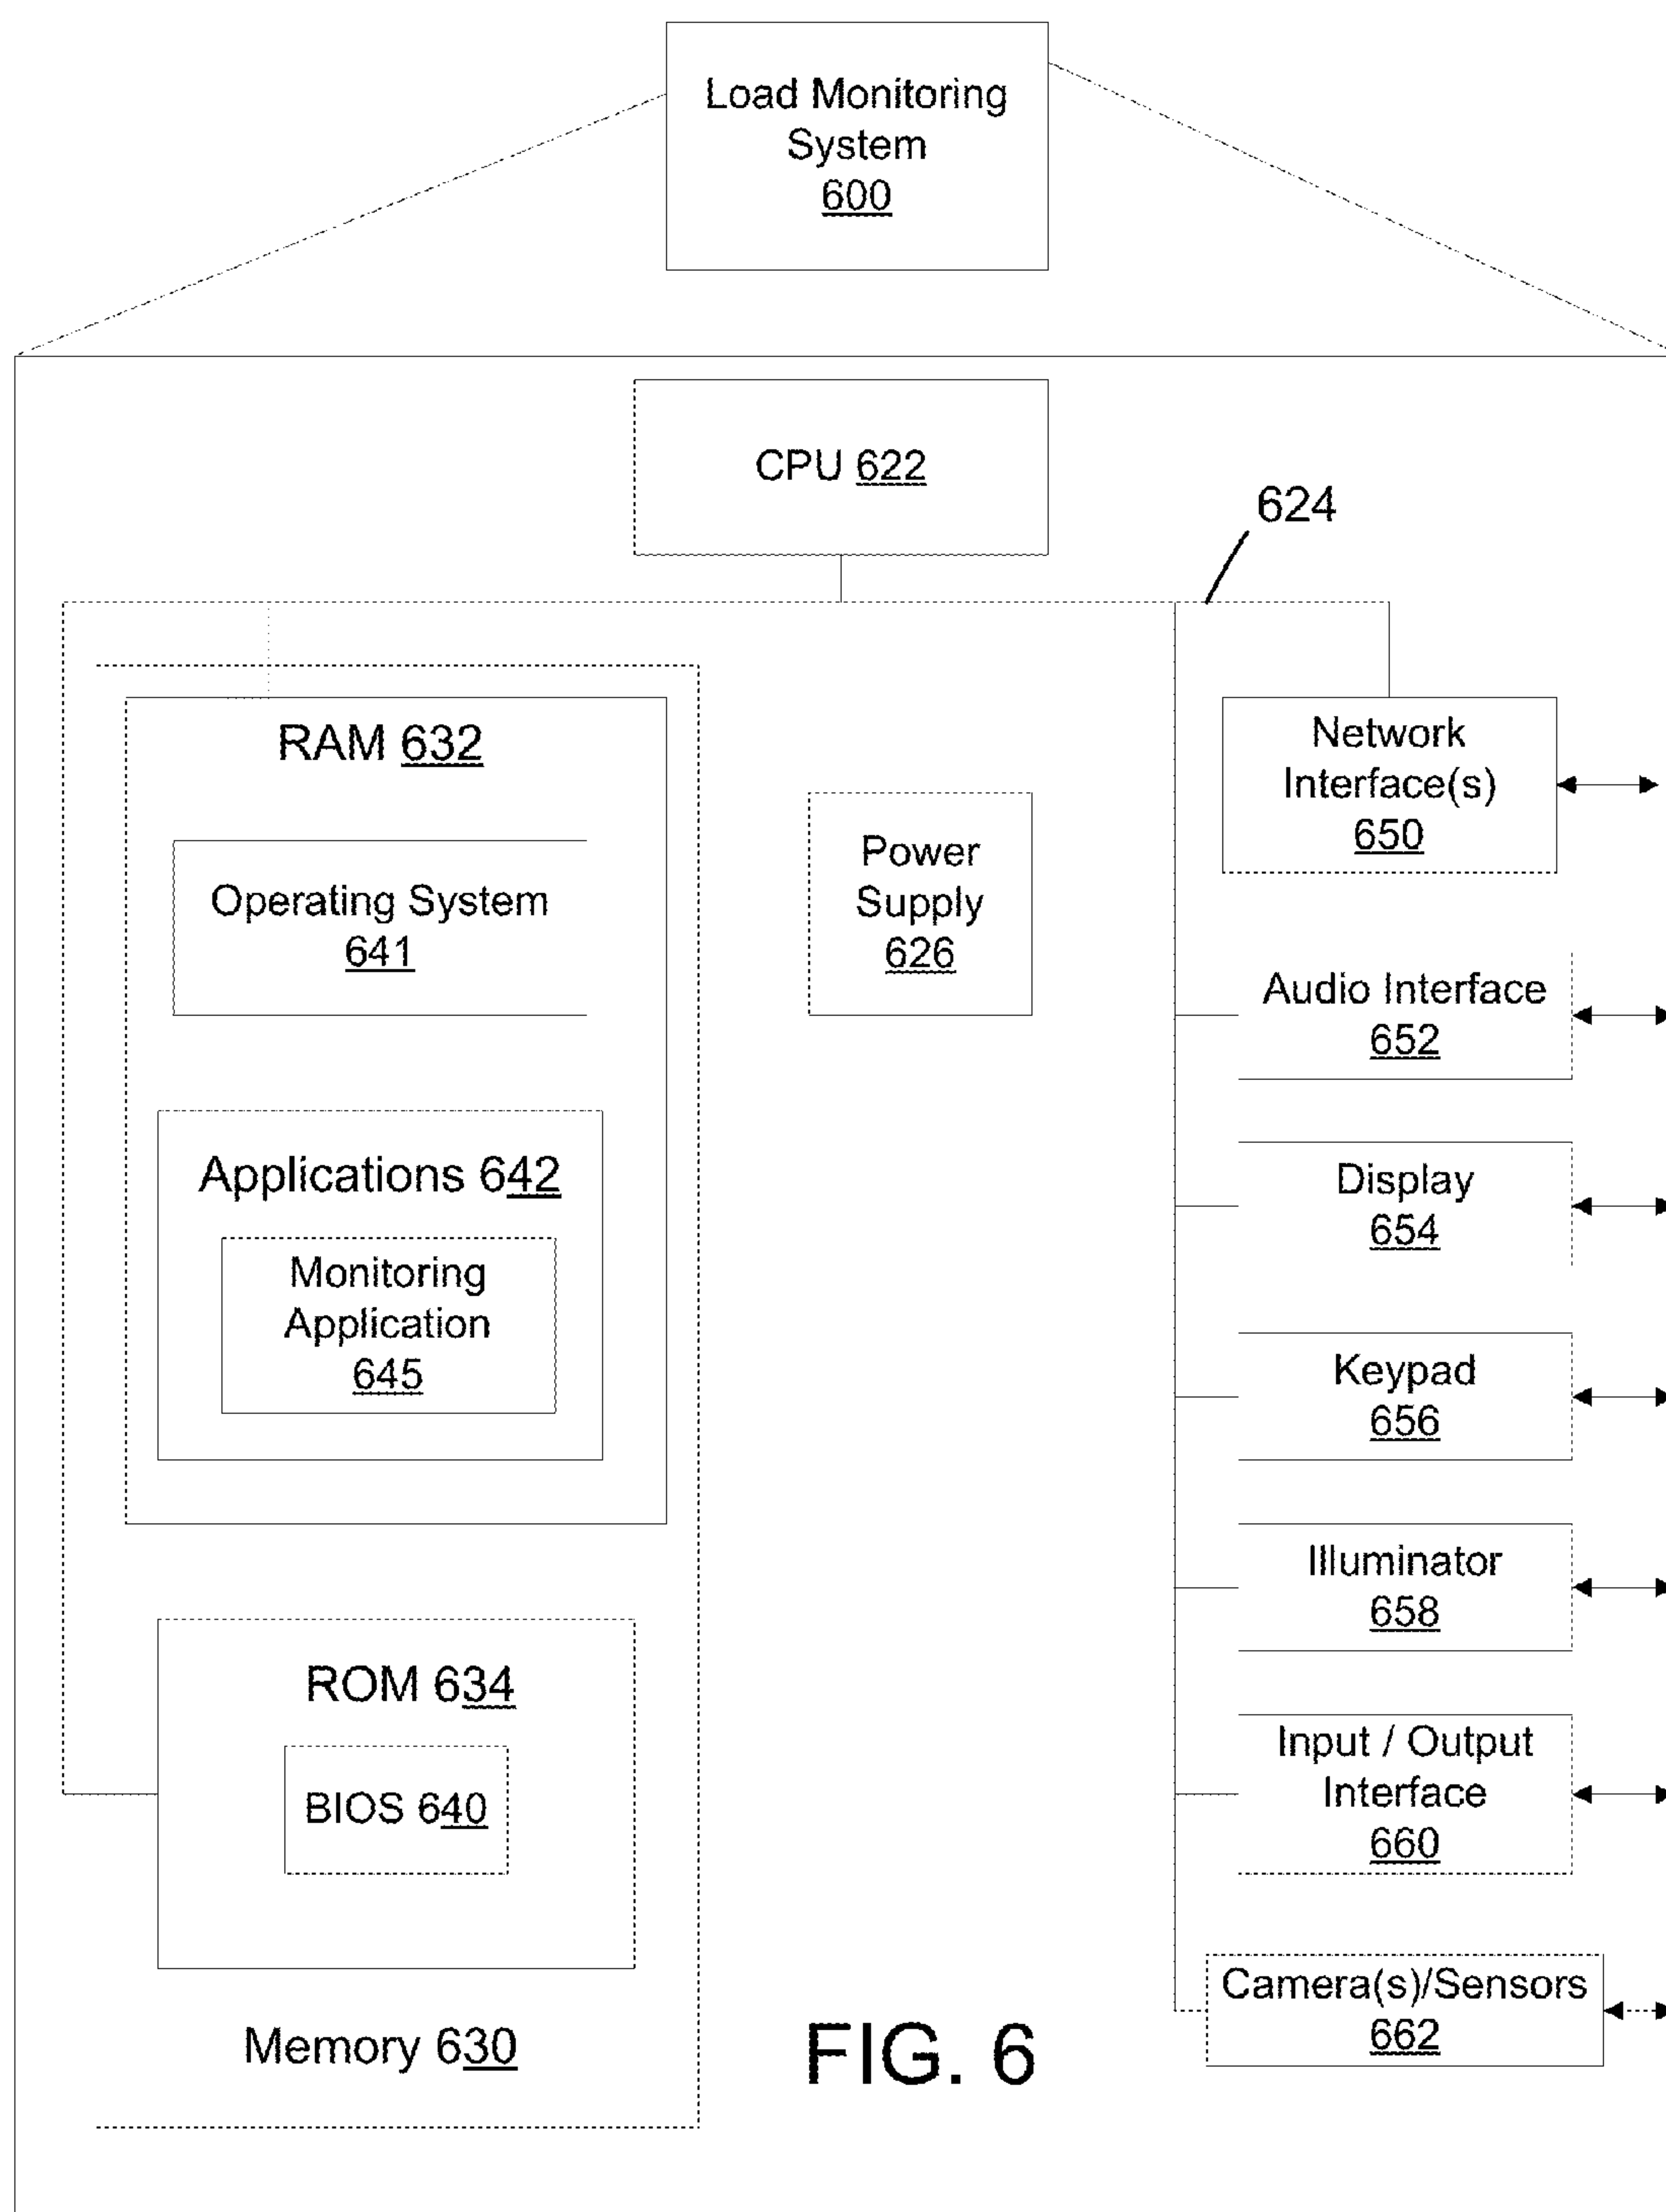 Load Monitoring
System
600
CPU 622
624
RAM 632
Operating System
641
Applications 642
Monitoring
Application
645
ROM 634
BIOS 640
Memory 630
Power
Supply
626
Network
Interface(s)
650
Audio Interface
652
Display
654
Keypad
656
Illuminator
658
Input / Output
Interface
660
Camera(s)/Sensors
662
FIG. 6